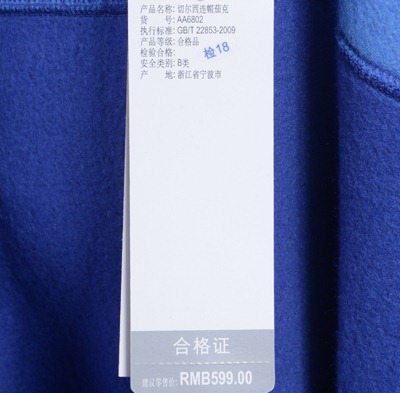 产品名称: 切尔西连帽茄克
货 号: AA6802
执行标准: GB/T 22853-2009
产品等级: 合格品
检验合格: 检18
安全类别: B类
产 地: 浙江省宁波市
合格证
建议零售价: RMB599.00